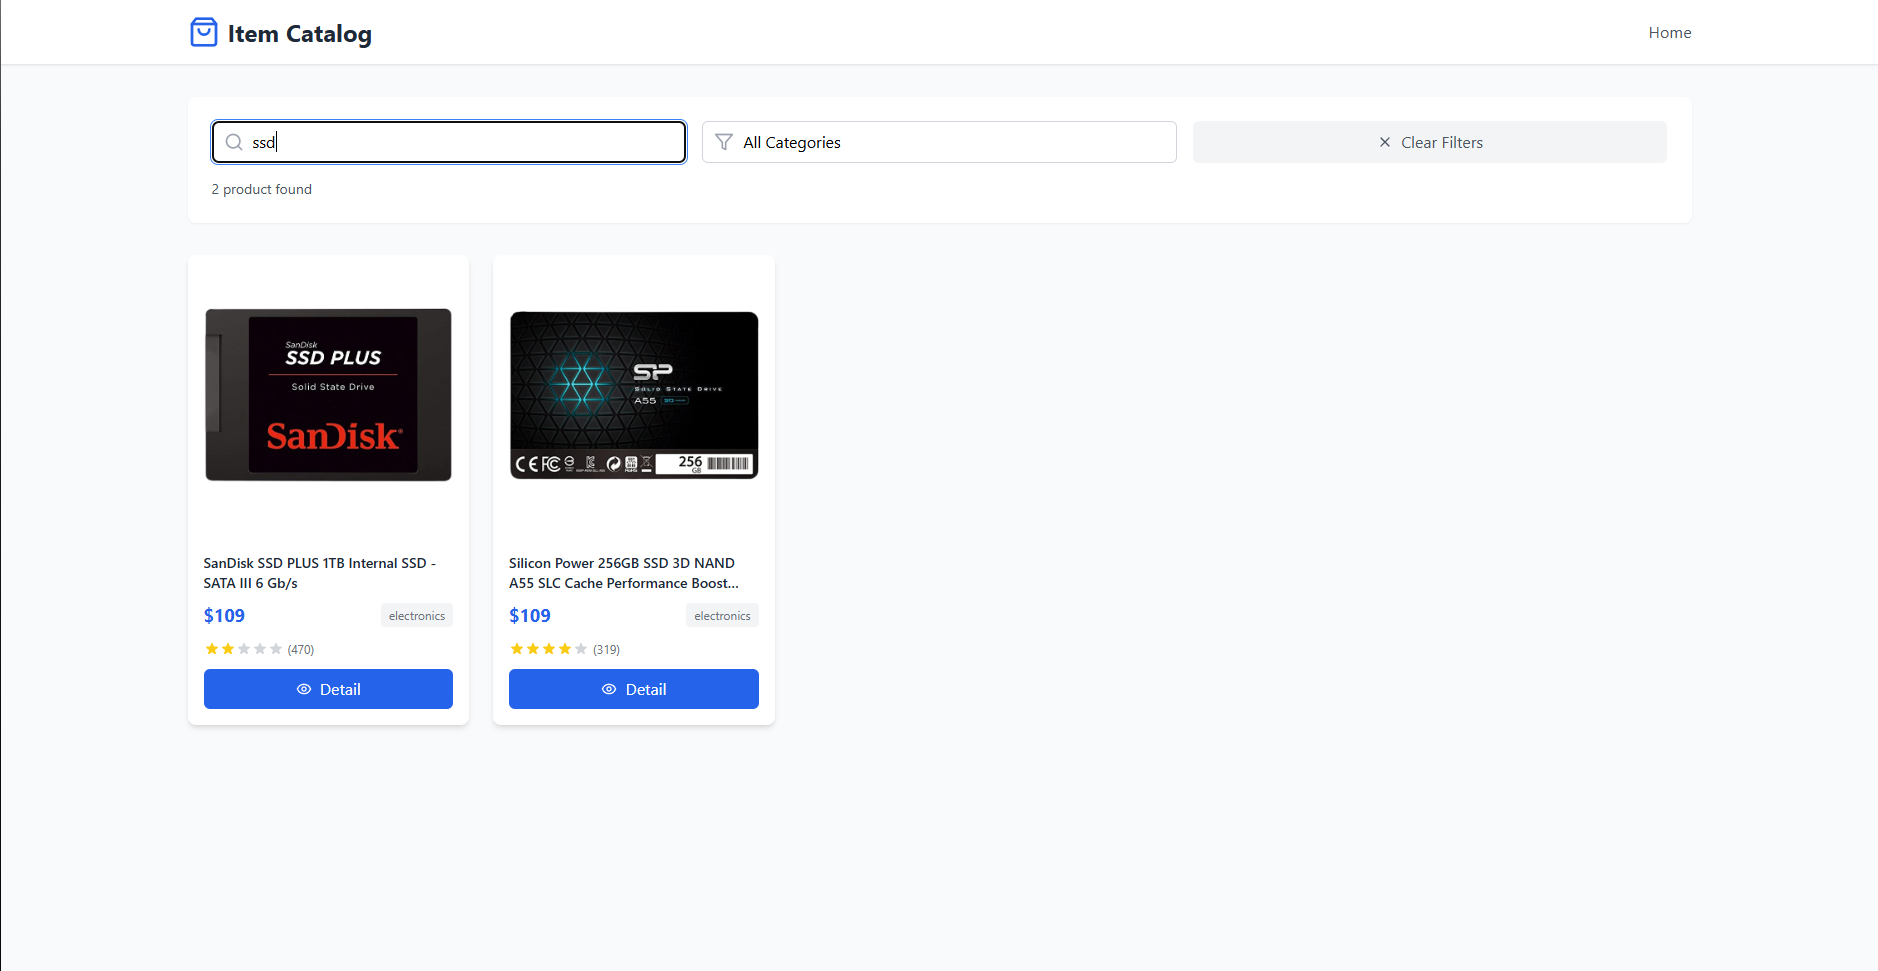 Item Catalog
Home
ssd
All Categories
Clear Filters
2 product found
SanDisk
SSD PLUS
Solid State Drive
SanDisk
SP
SOLID STATE DRIVE
A55
256
GB
SanDisk SSD PLUS 1TB Internal SSD -
SATA III 6 Gb/s
$109
electronics
(470)
Detail
Silicon Power 256GB SSD 3D NAND
A55 SLC Cache Performance Boost...
$109
electronics
(319)
Detail